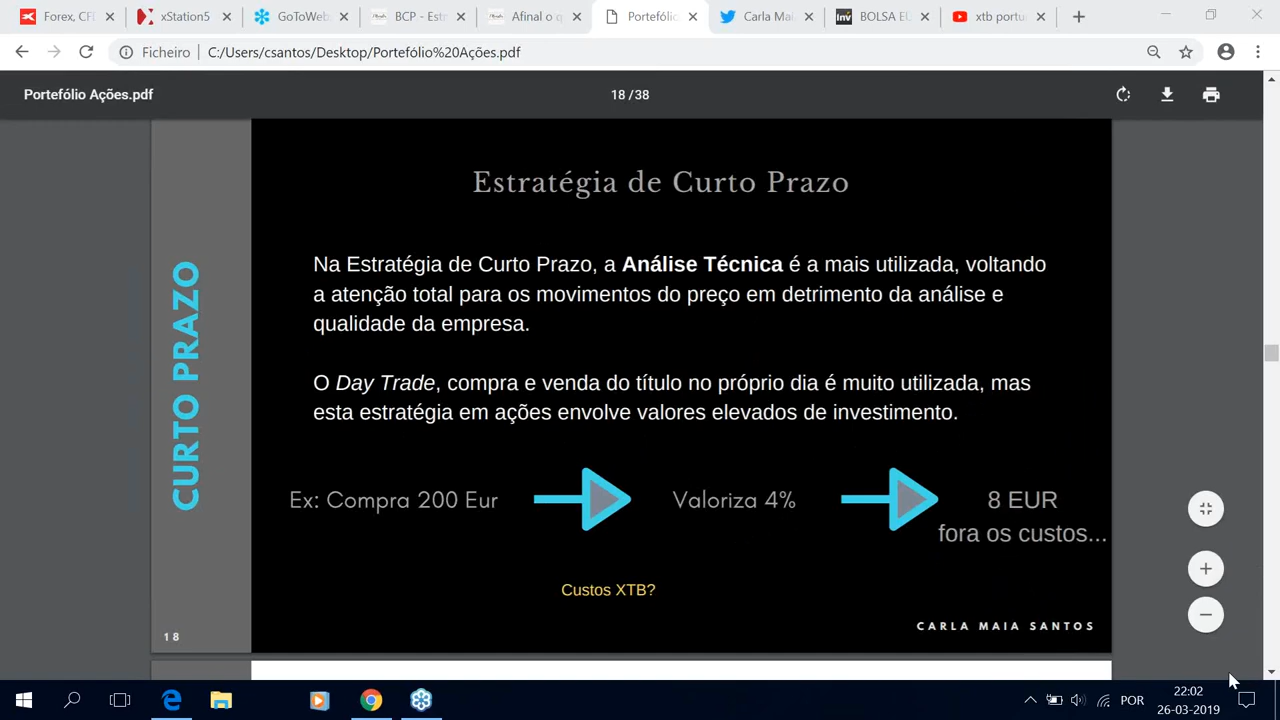 Forex, CFD
xStation5
GoToWeb
BCP - Estr
Afinal o q
Portefólio
Carla Mai
BOLSA EU
xtb portu
Ficheiro
C:/Users/csantos/Desktop/Portefólio%20Ações.pdf
Portefólio Ações.pdf
18 / 38
Estratégia de Curto Prazo
CURTO PRAZO
Na Estratégia de Curto Prazo, a Análise Técnica é a mais utilizada, voltando
a atenção total para os movimentos do preço em detrimento da análise e
qualidade da empresa.
O Day Trade, compra e venda do título no próprio dia é muito utilizada, mas
esta estratégia em ações envolve valores elevados de investimento.
Ex: Compra 200 Eur
Valoriza 4%
8 EUR
fora os custos...
Custos XTB?
CARLA MAIA SANTOS
18
POR
22:02
26-03-2019